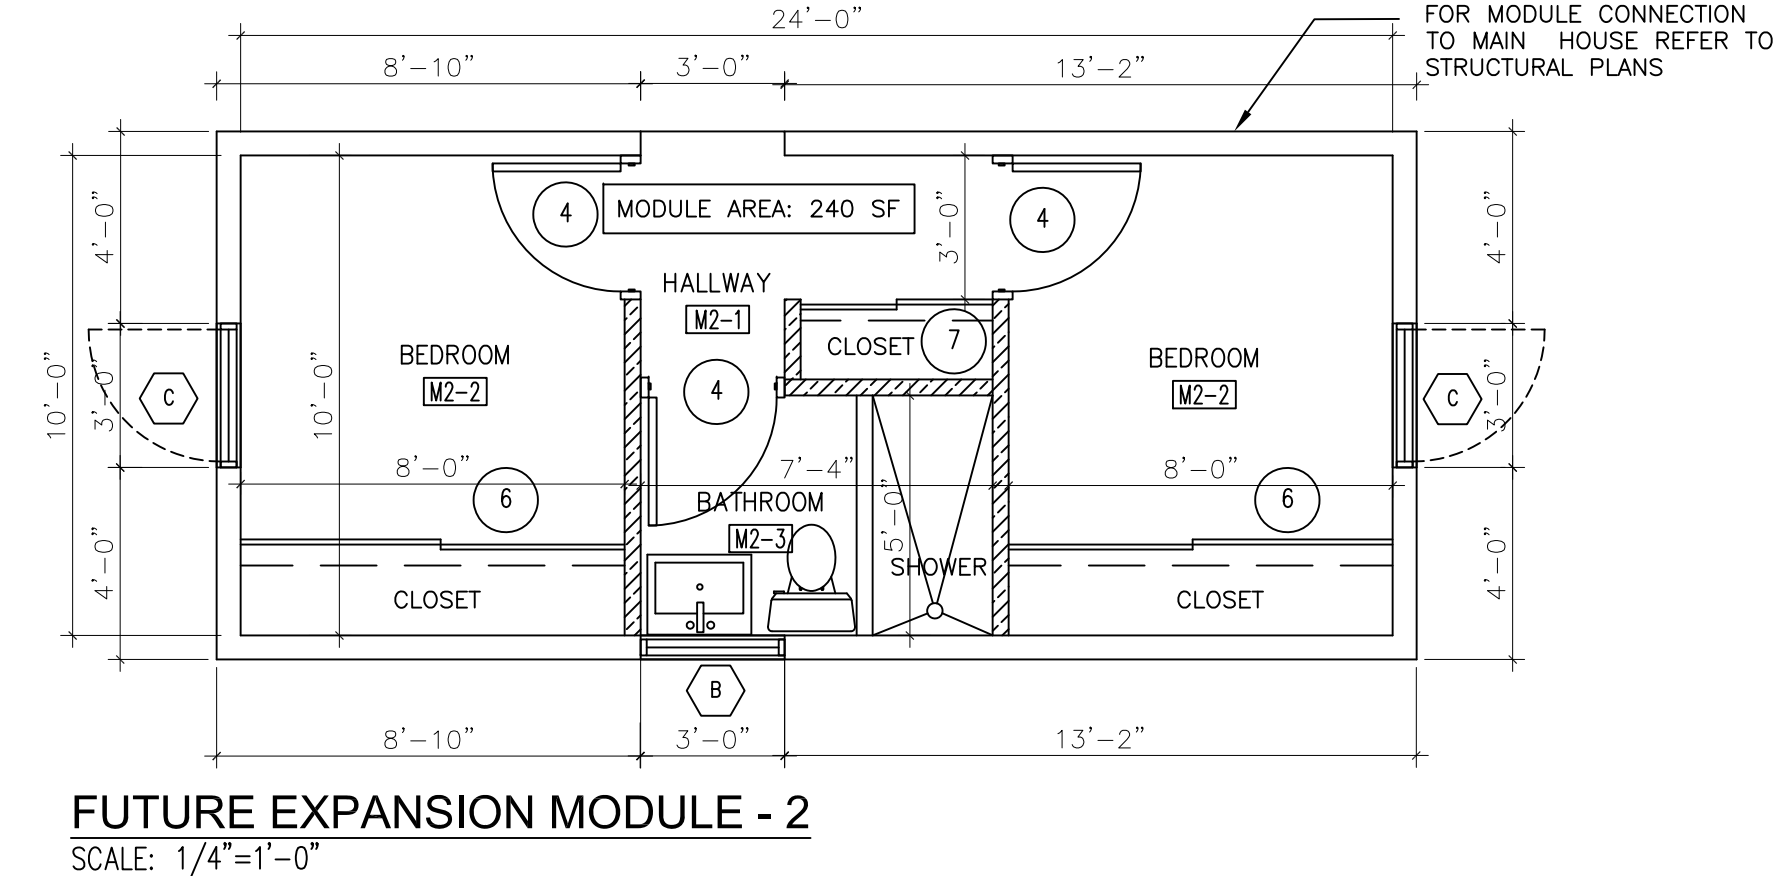 24'-0"
FOR MODULE CONNECTION
TO MAIN HOUSE REFER TO
STRUCTURAL PLANS
8'-10"
3'-0"
13'-2"
4'-0"
4
MODULE AREA: 240 SF
3'-0"
4
4'-0"
HALLWAY
M2-1
CLOSET
7
BEDROOM
M2-2
BEDROOM
M2-2
10'-0"
3'-0"
C
10'-0"
4
C
3'-0"
8'-0"
6
7'-4"
8'-0"
6
BATHROOM
M2-3
5'-0"
SHOWER
4'-0"
CLOSET
CLOSET
4'-0"
B
8'-10"
3'-0"
13'-2"
FUTURE EXPANSION MODULE - 2
SCALE: 1/4"=1'-0"